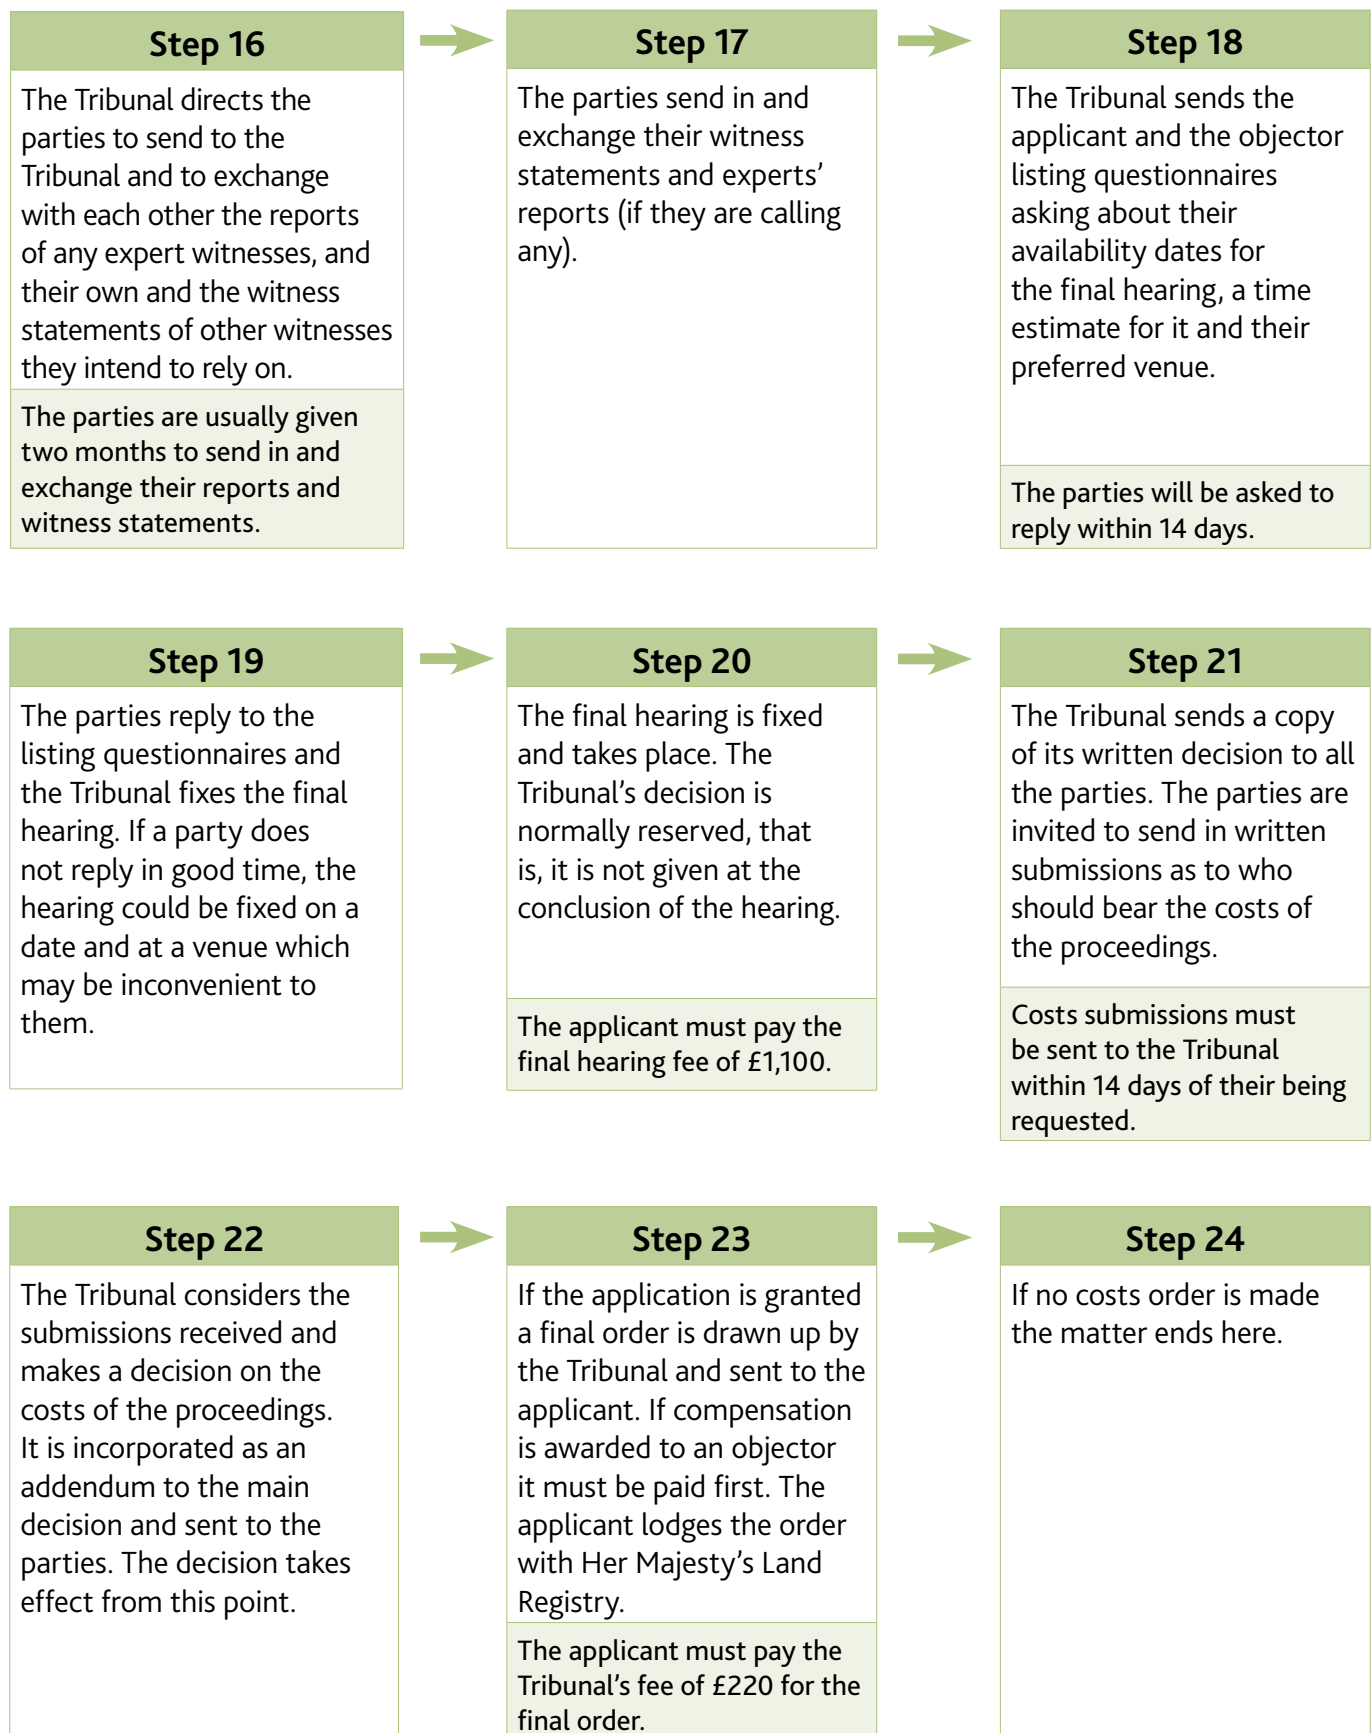 Step 16
The Tribunal directs the
parties to send to the
Tribunal and to exchange
with each other the reports
of any expert witnesses, and
their own and the witness
statements of other witnesses
they intend to rely on.
The parties are usually given
two months to send in and
exchange their reports and
witness statements.
Step 17
The parties send in and
exchange their witness
statements and experts’
reports (if they are calling
any).
Step 18
The Tribunal sends the
applicant and the objector
listing questionnaires
asking about their
availability dates for
the final hearing, a time
estimate for it and their
preferred venue.
The parties will be asked to
reply within 14 days.
Step 19
The parties reply to the
listing questionnaires and
the Tribunal fixes the final
hearing. If a party does
not reply in good time, the
hearing could be fixed on a
date and at a venue which
may be inconvenient to
them.
Step 20
The final hearing is fixed
and takes place. The
Tribunal’s decision is
normally reserved, that
is, it is not given at the
conclusion of the hearing.
The applicant must pay the
final hearing fee of £1,100.
Step 21
The Tribunal sends a copy
of its written decision to all
the parties. The parties are
invited to send in written
submissions as to who
should bear the costs of
the proceedings.
Costs submissions must
be sent to the Tribunal
within 14 days of their being
requested.
Step 22
The Tribunal considers the
submissions received and
makes a decision on the
costs of the proceedings.
It is incorporated as an
addendum to the main
decision and sent to the
parties. The decision takes
effect from this point.
Step 23
If the application is granted
a final order is drawn up by
the Tribunal and sent to the
applicant. If compensation
is awarded to an objector
it must be paid first. The
applicant lodges the order
with Her Majesty’s Land
Registry.
The applicant must pay the
Tribunal’s fee of £220 for the
final order.
Step 24
If no costs order is made
the matter ends here.